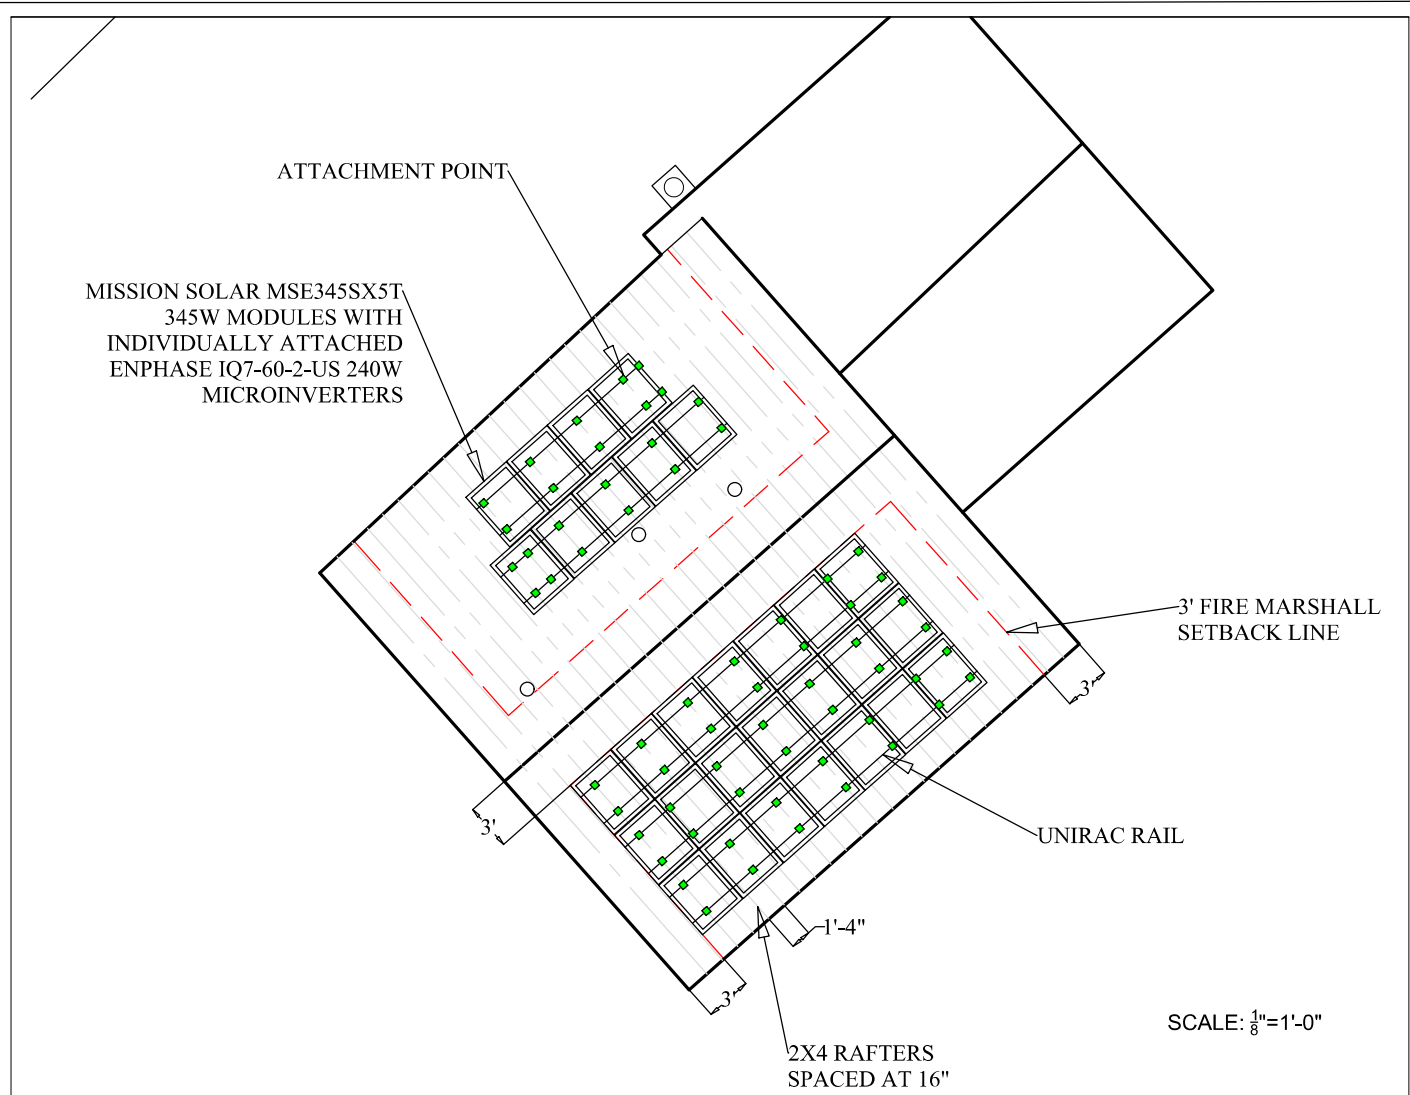 ATTACHMENT POINT
MISSION SOLAR MSE345SX5T
345W MODULES WITH
INDIVIDUALLY ATTACHED
ENPHASE IQ7-60-2-US 240W
MICROINVERTERS
3' FIRE MARSHALL
SETBACK LINE
3'
3'
UNIRAC RAIL
1'-4"
3'
SCALE: 1/8"=1'-0"
2X4 RAFTERS
SPACED AT 16"